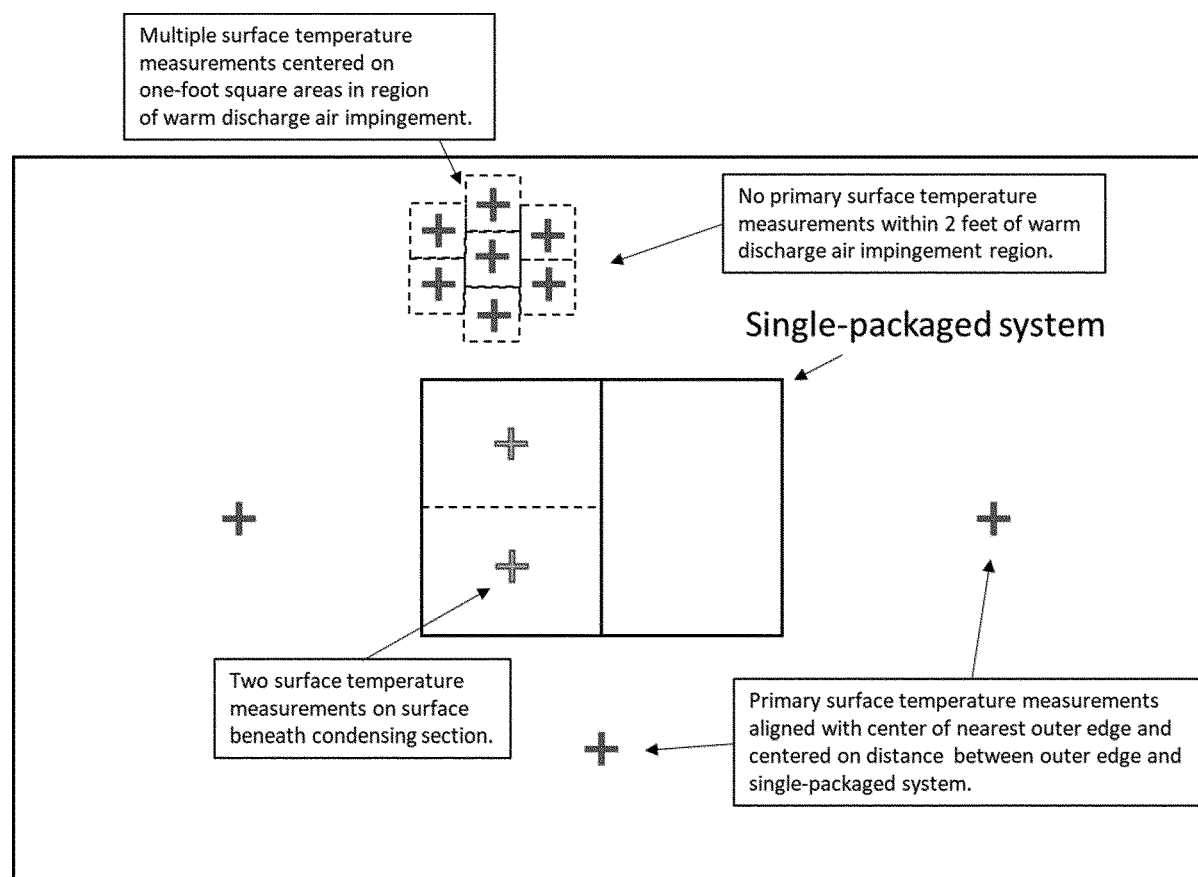 Multiple surface temperature
measurements centered on
one-foot square areas in region
of warm discharge air impingement.
No primary surface temperature
measurements within 2 feet of warm
discharge air impingement region.
Single-packaged system
Two surface temperature
measurements on surface
beneath condensing section.
Primary surface temperature measurements
aligned with center of nearest outer edge and
centered on distance between outer edge and
single-packaged system.